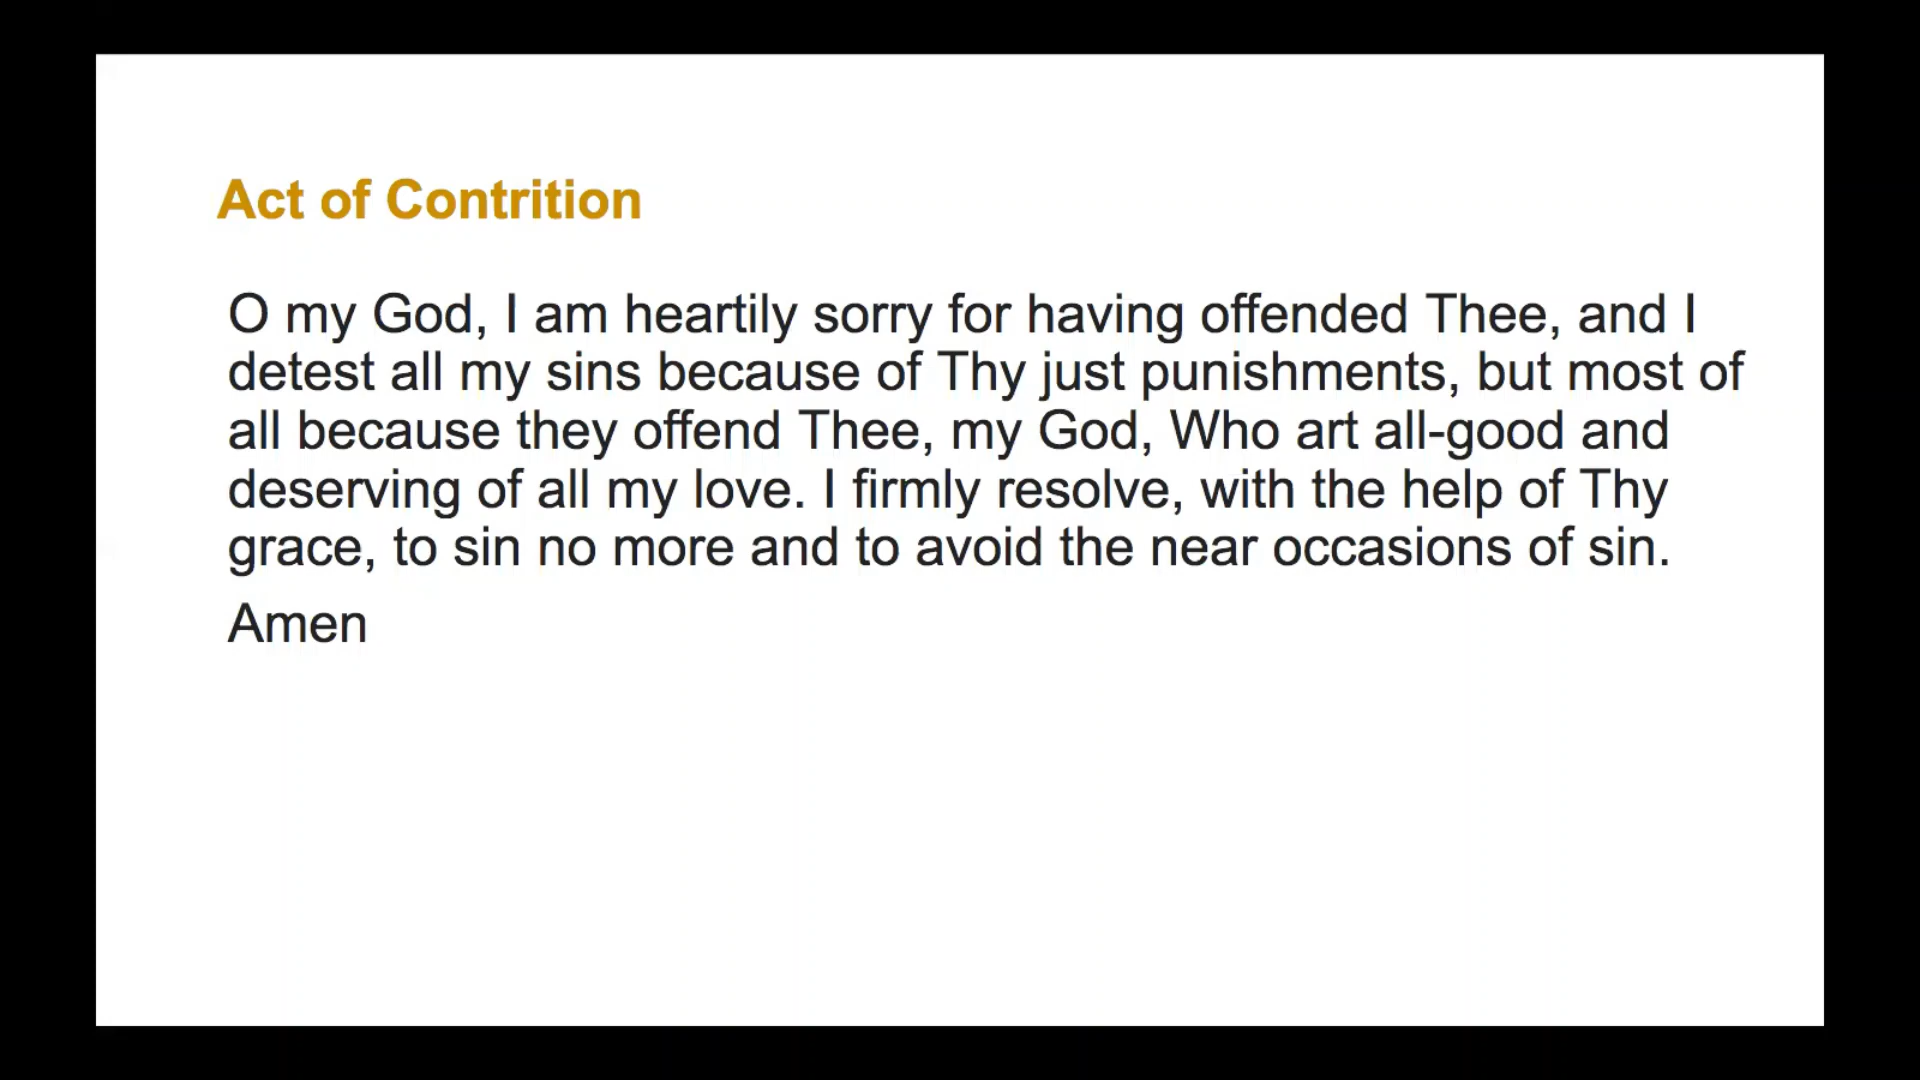 Act of Contrition
O my God, I am heartily sorry for having offended Thee, and I
detest all my sins because of Thy just punishments, but most of
all because they offend Thee, my God, Who art all-good and
deserving of all my love. I firmly resolve, with the help of Thy
grace, to sin no more and to avoid the near occasions of sin.
Amen